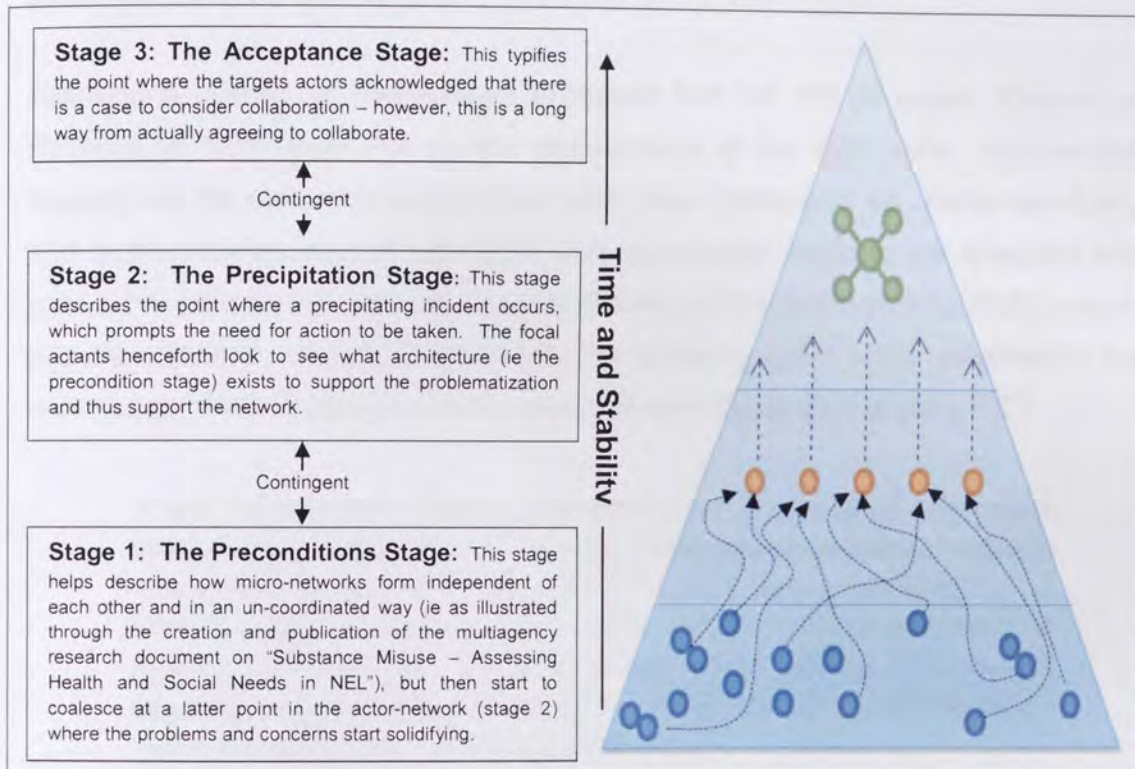 Stage 3: The Acceptance Stage: This typifies
the point where the targets actors acknowledged that there
is a case to consider collaboration – however, this is a long
way from actually agreeing to collaborate.
Contingent
Stage 2: The Precipitation Stage: This stage
describes the point where a precipitating incident occurs,
which prompts the need for action to be taken. The focal
actants henceforth look to see what architecture (ie the
precondition stage) exists to support the problematization
and thus support the network.
Contingent
Stage 1: The Preconditions Stage: This stage
helps describe how micro-networks form independent of
each other and in an un-coordinated way (ie as illustrated
through the creation and publication of the multiagency
research document on “Substance Misuse – Assessing
Health and Social Needs in NEL”), but then start to
coalesce at a latter point in the actor-network (stage 2)
where the problems and concerns start solidifying.
Time and Stability